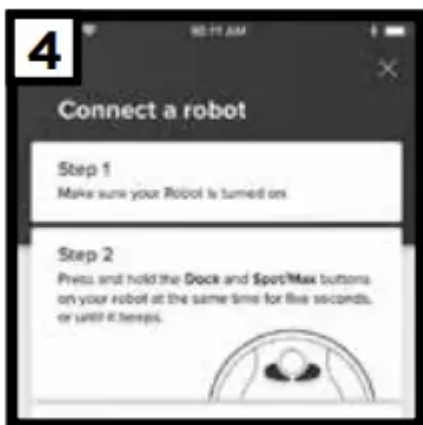 4
10:11 AM
Connect a robot
Step 1
Make sure your Robot is turned on
Step 2
Press and hold the Dock and Spot/Max buttons
on your robot at the same time for five seconds,
or until it beeps.